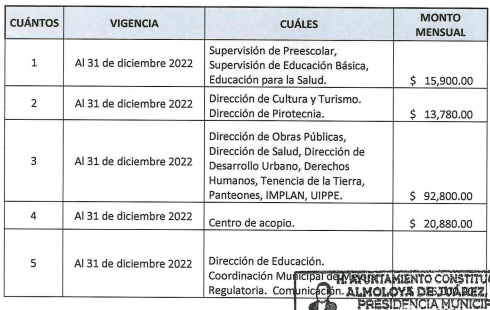 CUÁNTOS VIGENCIA CUÁLES MONTO
MENSUAL
1 Al 31 de diciembre 2022 Supervisión de Preescolar,
Supervisión de Educación Básica,
Educación para la Salud. $ 15,900.00
2 Al 31 de diciembre 2022 Dirección de Cultura y Turismo.
Dirección de Pirotecnia. $ 13,780.00
3 Al 31 de diciembre 2022 Dirección de Obras Públicas,
Dirección de Salud, Dirección de
Desarrollo Urbano, Derechos
Humanos, Tenencia de la Tierra,
Panteones, IMPLAN, UIPPE. $ 92,800.00
4 Al 31 de diciembre 2022 Centro de acopio. $ 20,880.00
5 Al 31 de diciembre 2022 Dirección de Educación.
Coordinación Municipal de
Regulatoria. Comunicación.
H. AYUNTAMIENTO CONSTITUC
ALMOLOYA DE JUÁREZ,
PRESIDENCIA MUNICIP